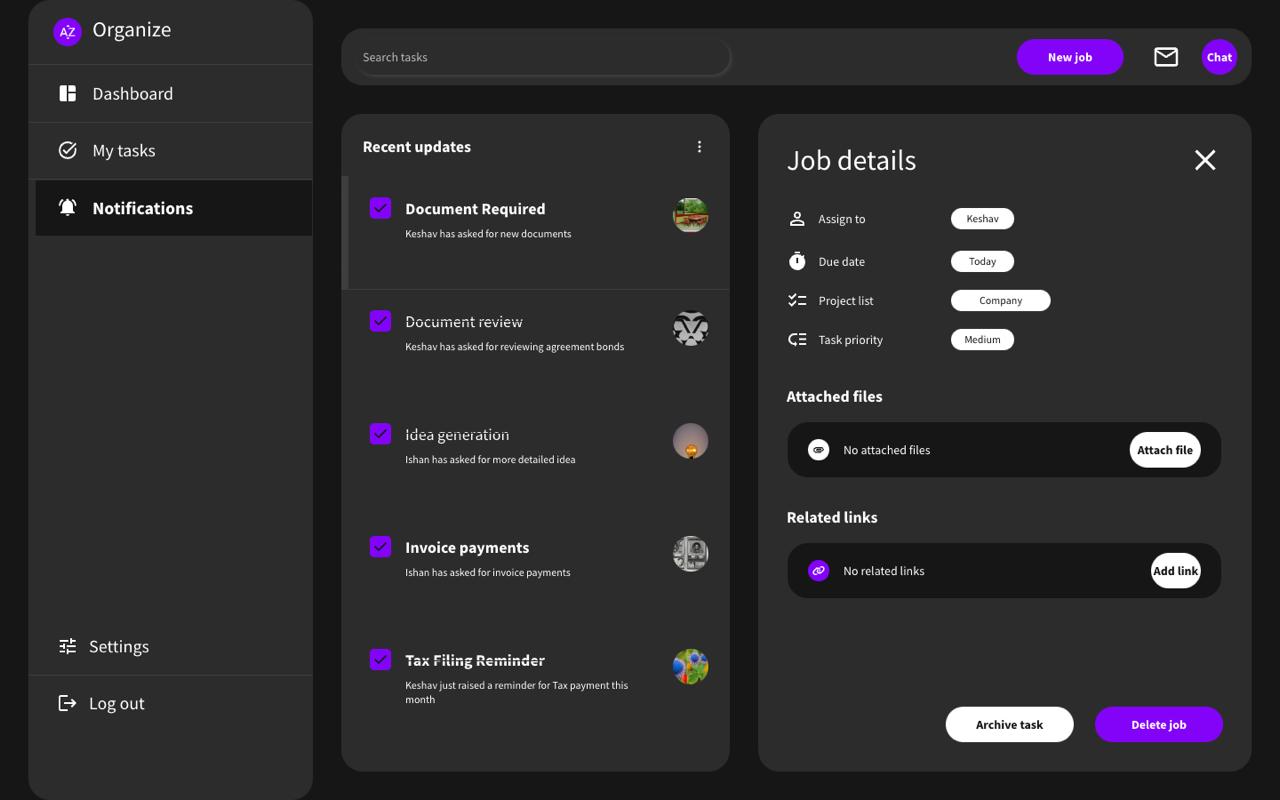 AZ
Organize
Dashboard
My tasks
Notifications
Settings
Log out
Search tasks
New job
Chat
Recent updates
Document Required
Keshav has asked for new documents
Document review
Keshav has asked for reviewing agreement bonds
Idea generation
Ishan has asked for more detailed idea
Invoice payments
Ishan has asked for invoice payments
Tax Filing Reminder
Keshav just raised a reminder for Tax payment this
month
Job details
Assign to
Keshav
Due date
Today
Project list
Company
Task priority
Medium
Attached files
No attached files
Attach file
Related links
No related links
Add link
Archive task
Delete job